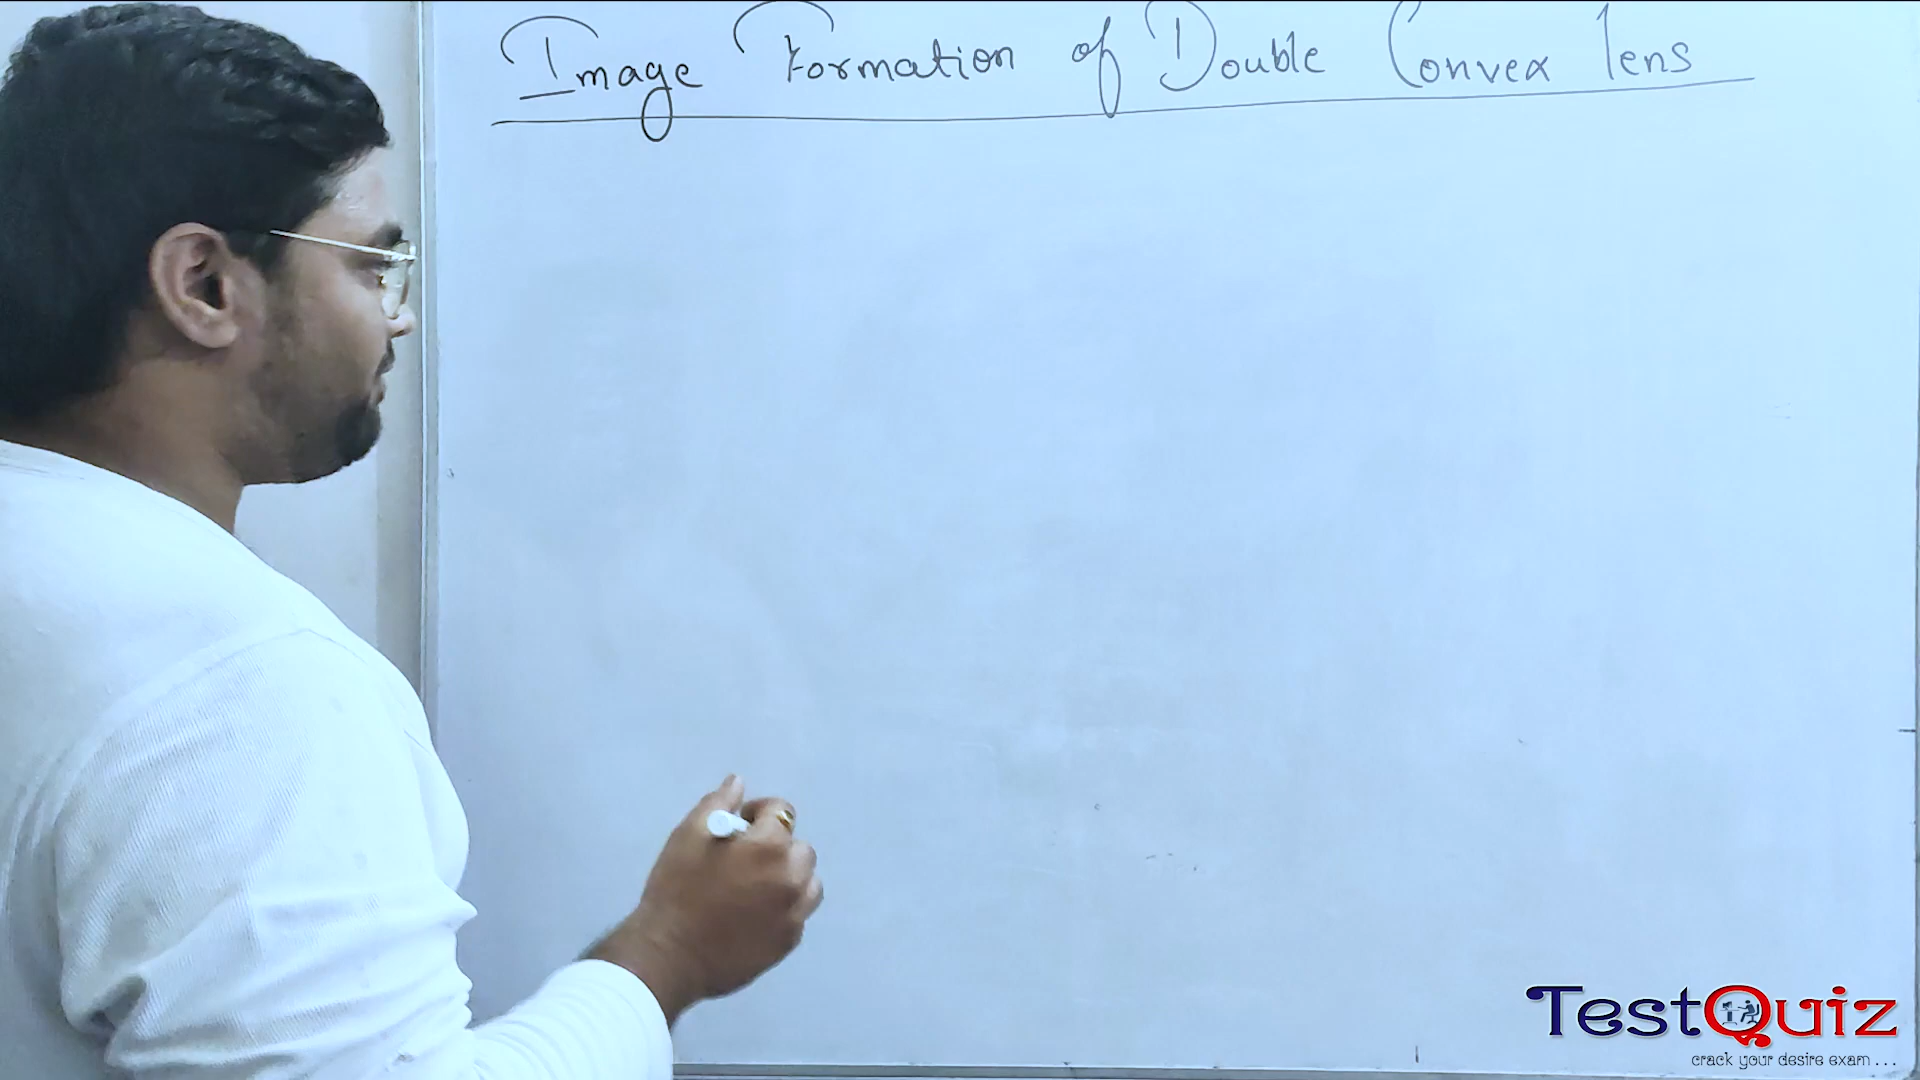 Image Formation of Double Convex lens
TestQuiz
crack your desire exam ...